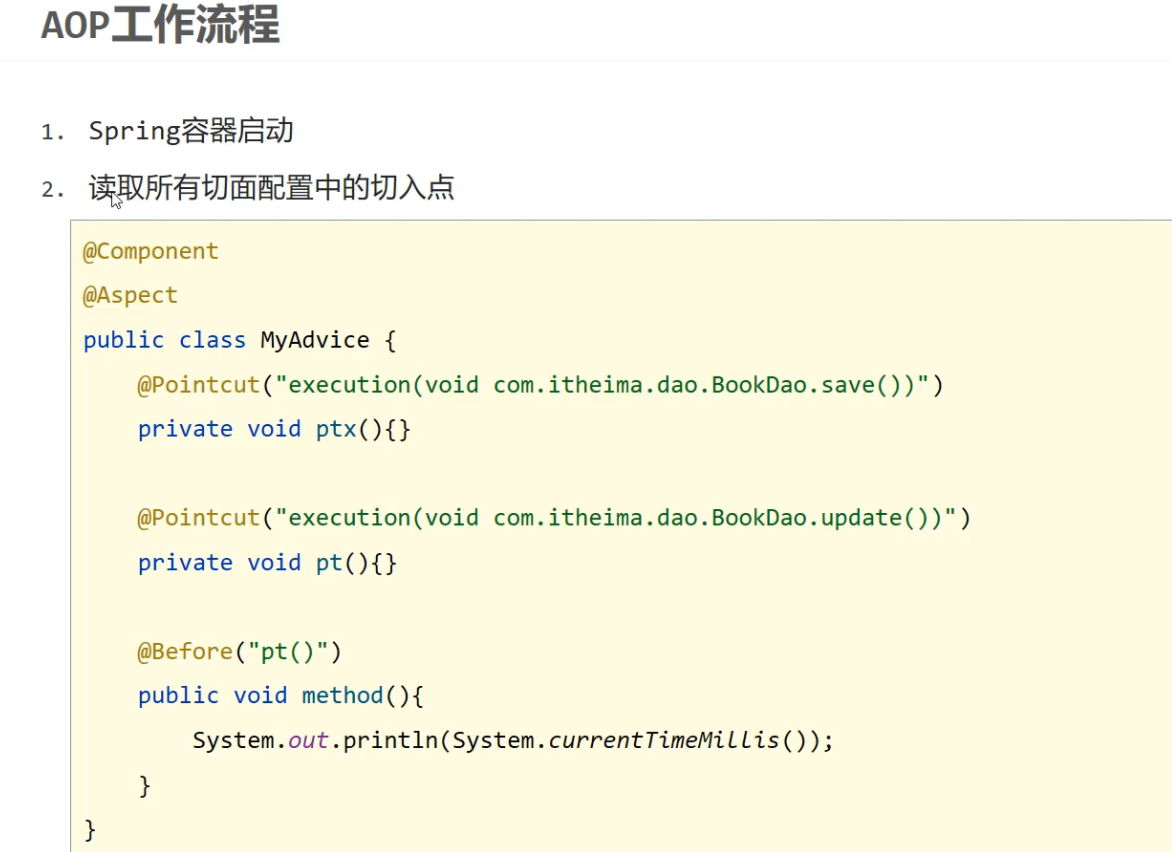 AOP工作流程
1. Spring容器启动
2. 读取所有切面配置中的切入点
@Component
@Aspect
public class MyAdvice {
    @Pointcut("execution(void com.itheima.dao.BookDao.save())")
    private void ptx(){}
    @Pointcut("execution(void com.itheima.dao.BookDao.update())")
    private void pt(){}
    @Before("pt()")
    public void method(){
        System.out.println(System.currentTimeMillis());
    }
}